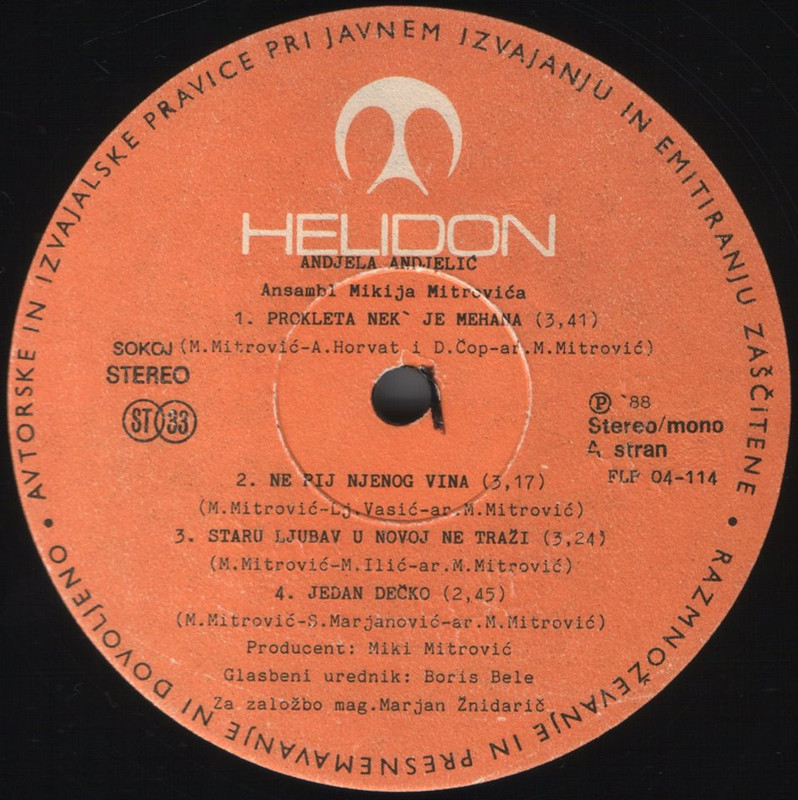 AVTORSKE IN IZVAJALSKE PRAVICE PRI JAVNEM IZVAJANJU IN EMITIRANJU ZAŠČITENE • RAZMNOŽEVANJE IN PRESNEMAVANJE NI DOVOLJENO •
HELIDON
ANDJELA ANDJELIĆ
Ansambl Mikija Mitrovića
1. PROKLETA NEK` JE MEHANA (3,41)
SOKOJ (M.Mitrović-A.Horvat i D.Čop-ar.M.Mitrović)
STEREO
ST 33
Ⓟ `88
Stereo/mono
A stran
FLP 04-114
2. NE PIJ NJENOG VINA (3,17)
(M.Mitrović-Lj.Vasić-ar.M.Mitrović)
3. STARU LJUBAV U NOVOJ NE TRAŽI (3,24)
(M.Mitrović-M.Ilić-ar.M.Mitrović)
4. JEDAN DEČKO (2,45)
(M.Mitrović-S.Marjanović-ar.M.Mitrović)
Producent: Miki Mitrović
Glasbeni urednik: Boris Bele
Za založbo mag.Marjan Žnidarič